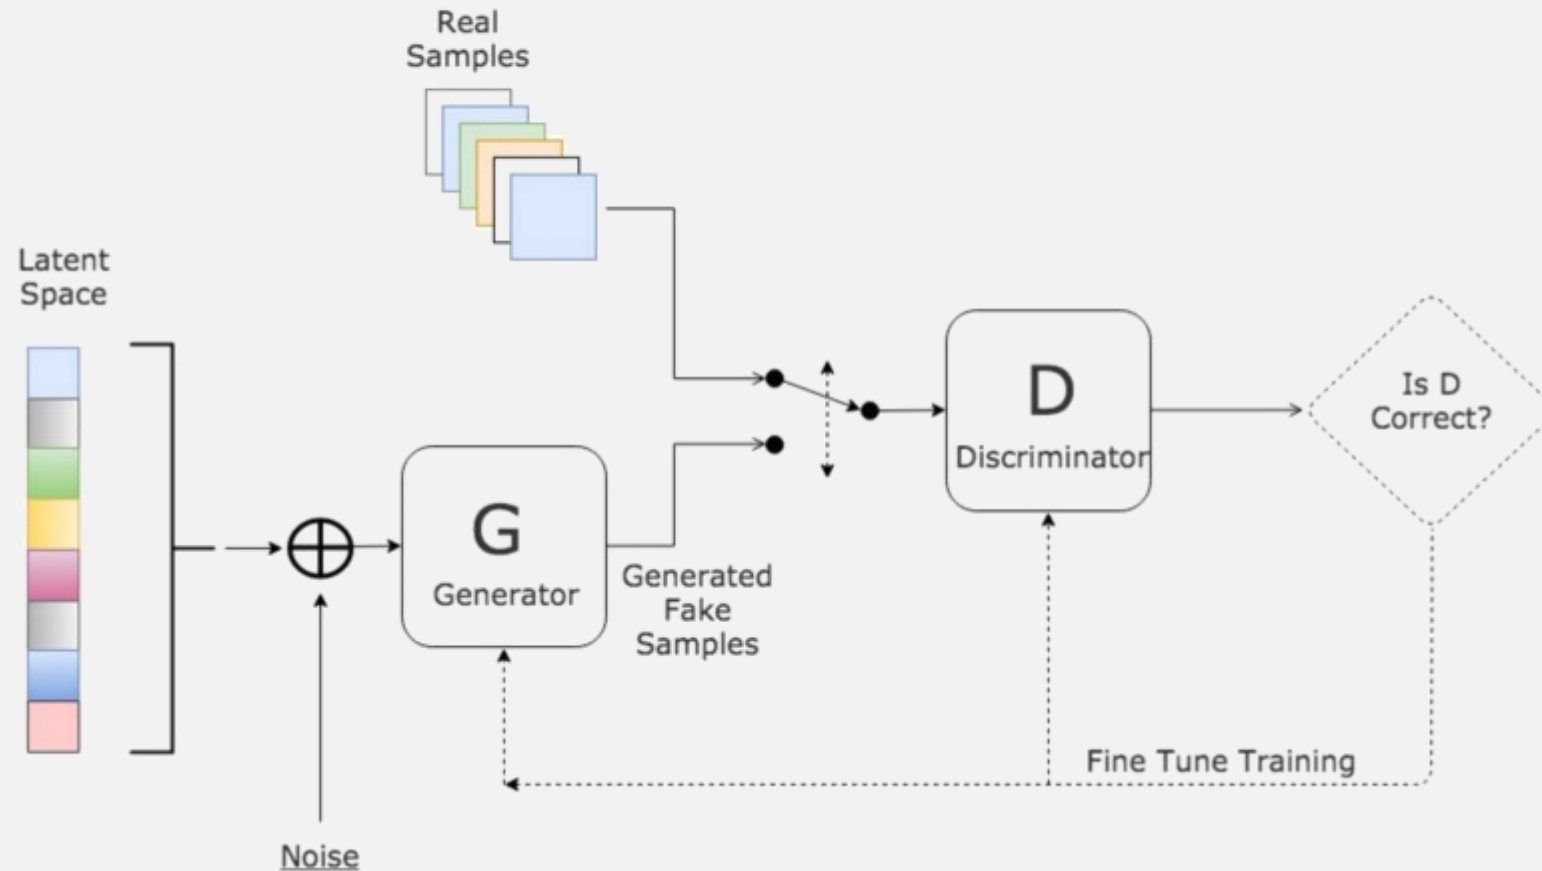 Real
Samples
Latent
Space
D
Discriminator
Is D
Correct?
G
Generator
Generated
Fake
Samples
Fine Tune Training
Noise